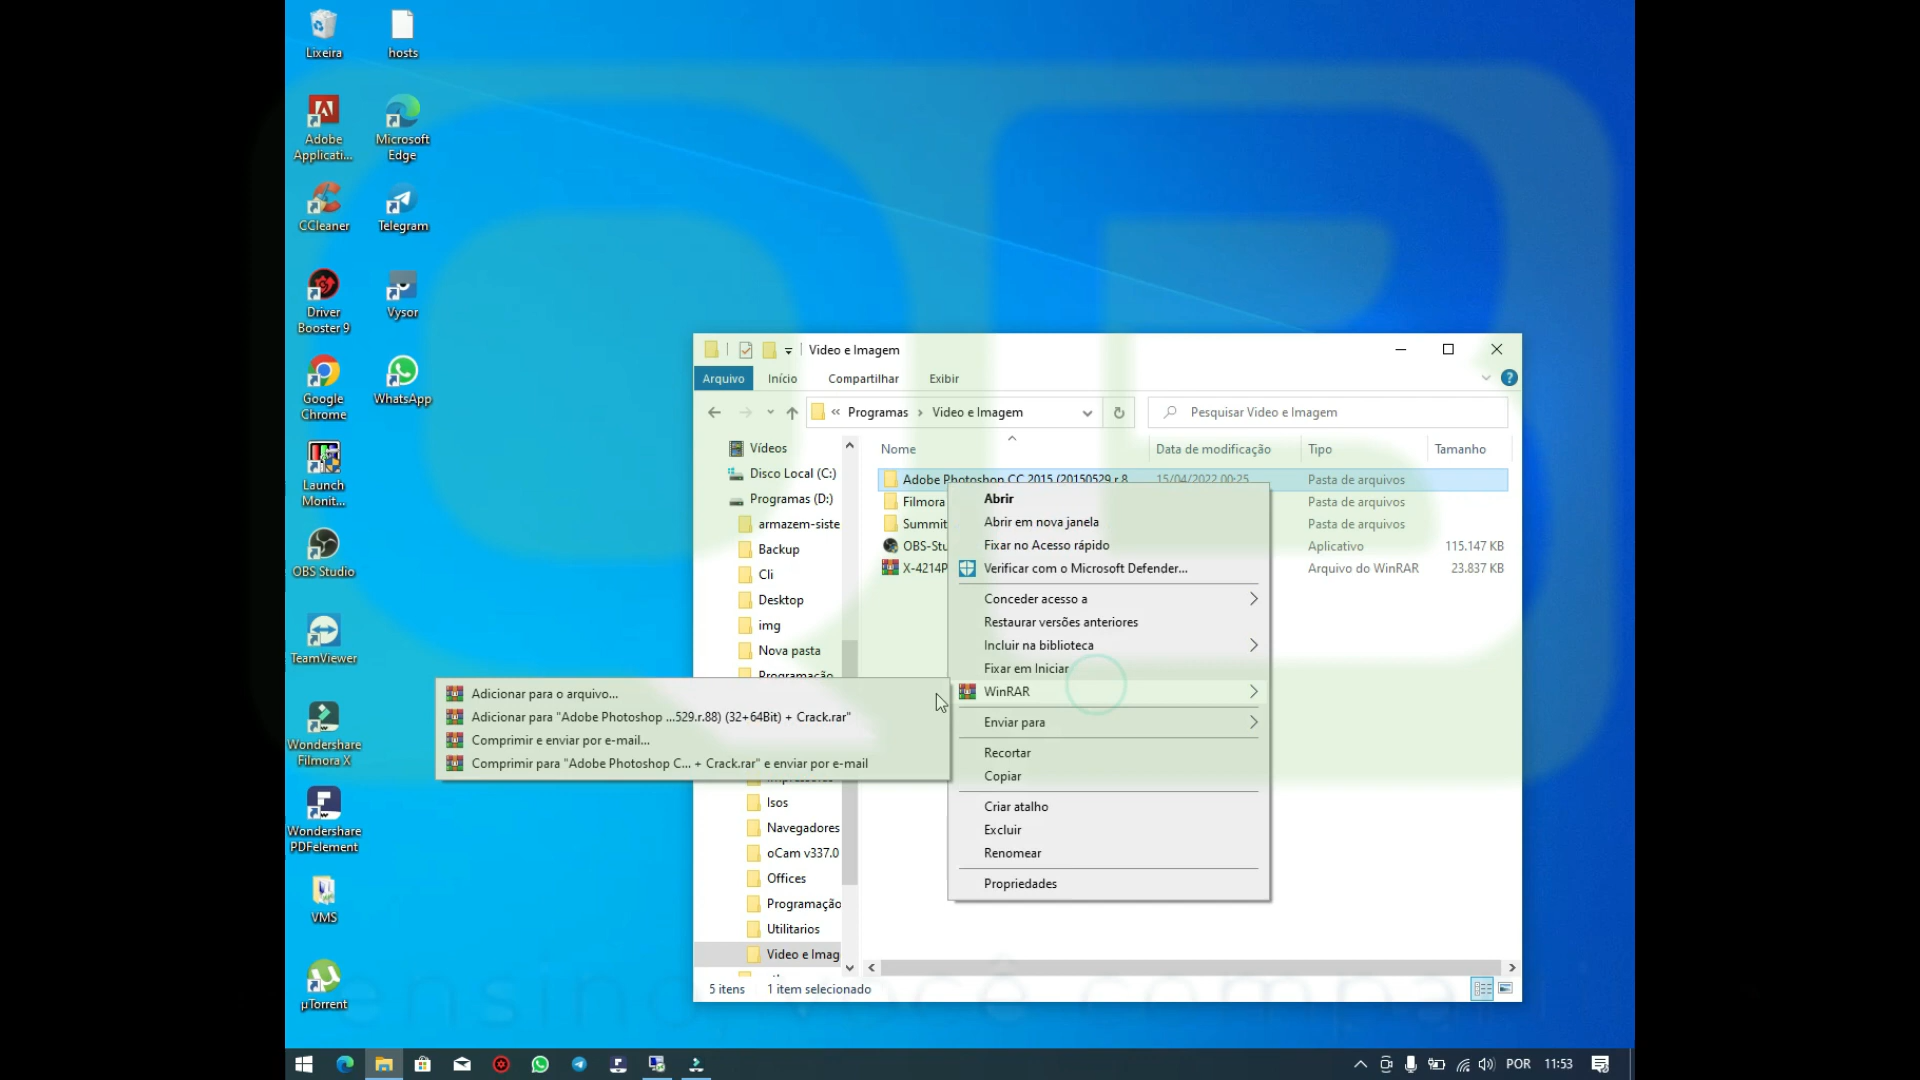 Lixeira
hosts
Adobe
Applicati...
Microsoft
Edge
CCleaner
Telegram
Driver
Booster 9
Vysor
Google
Chrome
WhatsApp
Launch
Monit...
OBS Studio
TeamViewer
Wondershare
Filmora X
Wondershare
PDFelement
VMS
µTorrent
Video e Imagem
Arquivo
Início
Compartilhar
Exibir
« Programas › Video e Imagem
Pesquisar Video e Imagem
Nome
Data de modificação
Tipo
Tamanho
Vídeos
Disco Local (C:)
Programas (D:)
armazem-siste
Backup
Cli
Desktop
img
Nova pasta
Programação
Isos
Navegadores
oCam v337.0
Offices
Programação
Utilitarios
Video e Imag
Adobe Photoshop CC 2015 (20150529.r.8 15/04/2022 00:25 Pasta de arquivos
Filmora Pasta de arquivos
Summit Pasta de arquivos
OBS-Stu Aplicativo 115.147 KB
X-4214P Arquivo do WinRAR 23.837 KB
Abrir
Abrir em nova janela
Fixar no Acesso rápido
Verificar com o Microsoft Defender...
Conceder acesso a
Restaurar versões anteriores
Incluir na biblioteca
Fixar em Iniciar
WinRAR
Enviar para
Recortar
Copiar
Criar atalho
Excluir
Renomear
Propriedades
Adicionar para o arquivo...
Adicionar para "Adobe Photoshop ...529.r.88) (32+64Bit) + Crack.rar"
Comprimir e enviar por e-mail...
Comprimir para "Adobe Photoshop C... + Crack.rar" e enviar por e-mail
5 itens
1 item selecionado
POR
11:53